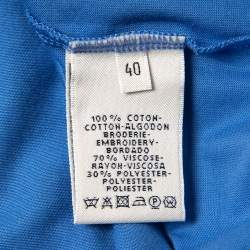 40
100% COTON-
COTTON-ALGODON
BRODERIE-
EMBROIDERY-
BORDADO
70% VISCOSE-
RAYON-VISCOSA
30% POLYESTER-
POLYESTER-
POLIESTER